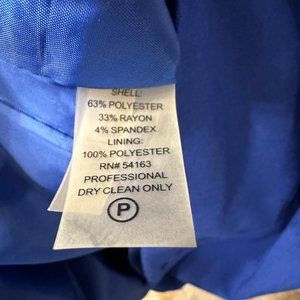 SHELL:
63% POLYESTER
33% RAYON
4% SPANDEX
LINING:
100% POLYESTER
RN# 54163
PROFESSIONAL
DRY CLEAN ONLY
P